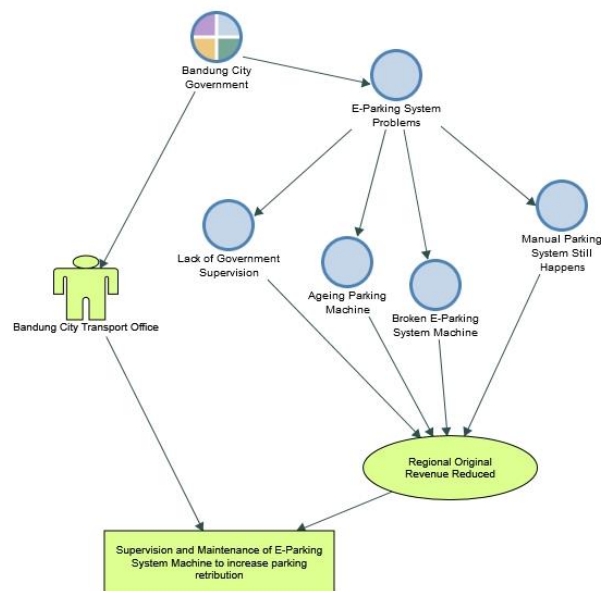 Bandung City
Government
E-Parking System
Problems
Lack of Government
Supervision
Ageing Parking
Machine
Broken E-Parking
System Machine
Manual Parking
System Still
Happens
Bandung City Transport Office
Regional Original
Revenue Reduced
Supervision and Maintenance of E-Parking
System Machine to increase parking
retribution